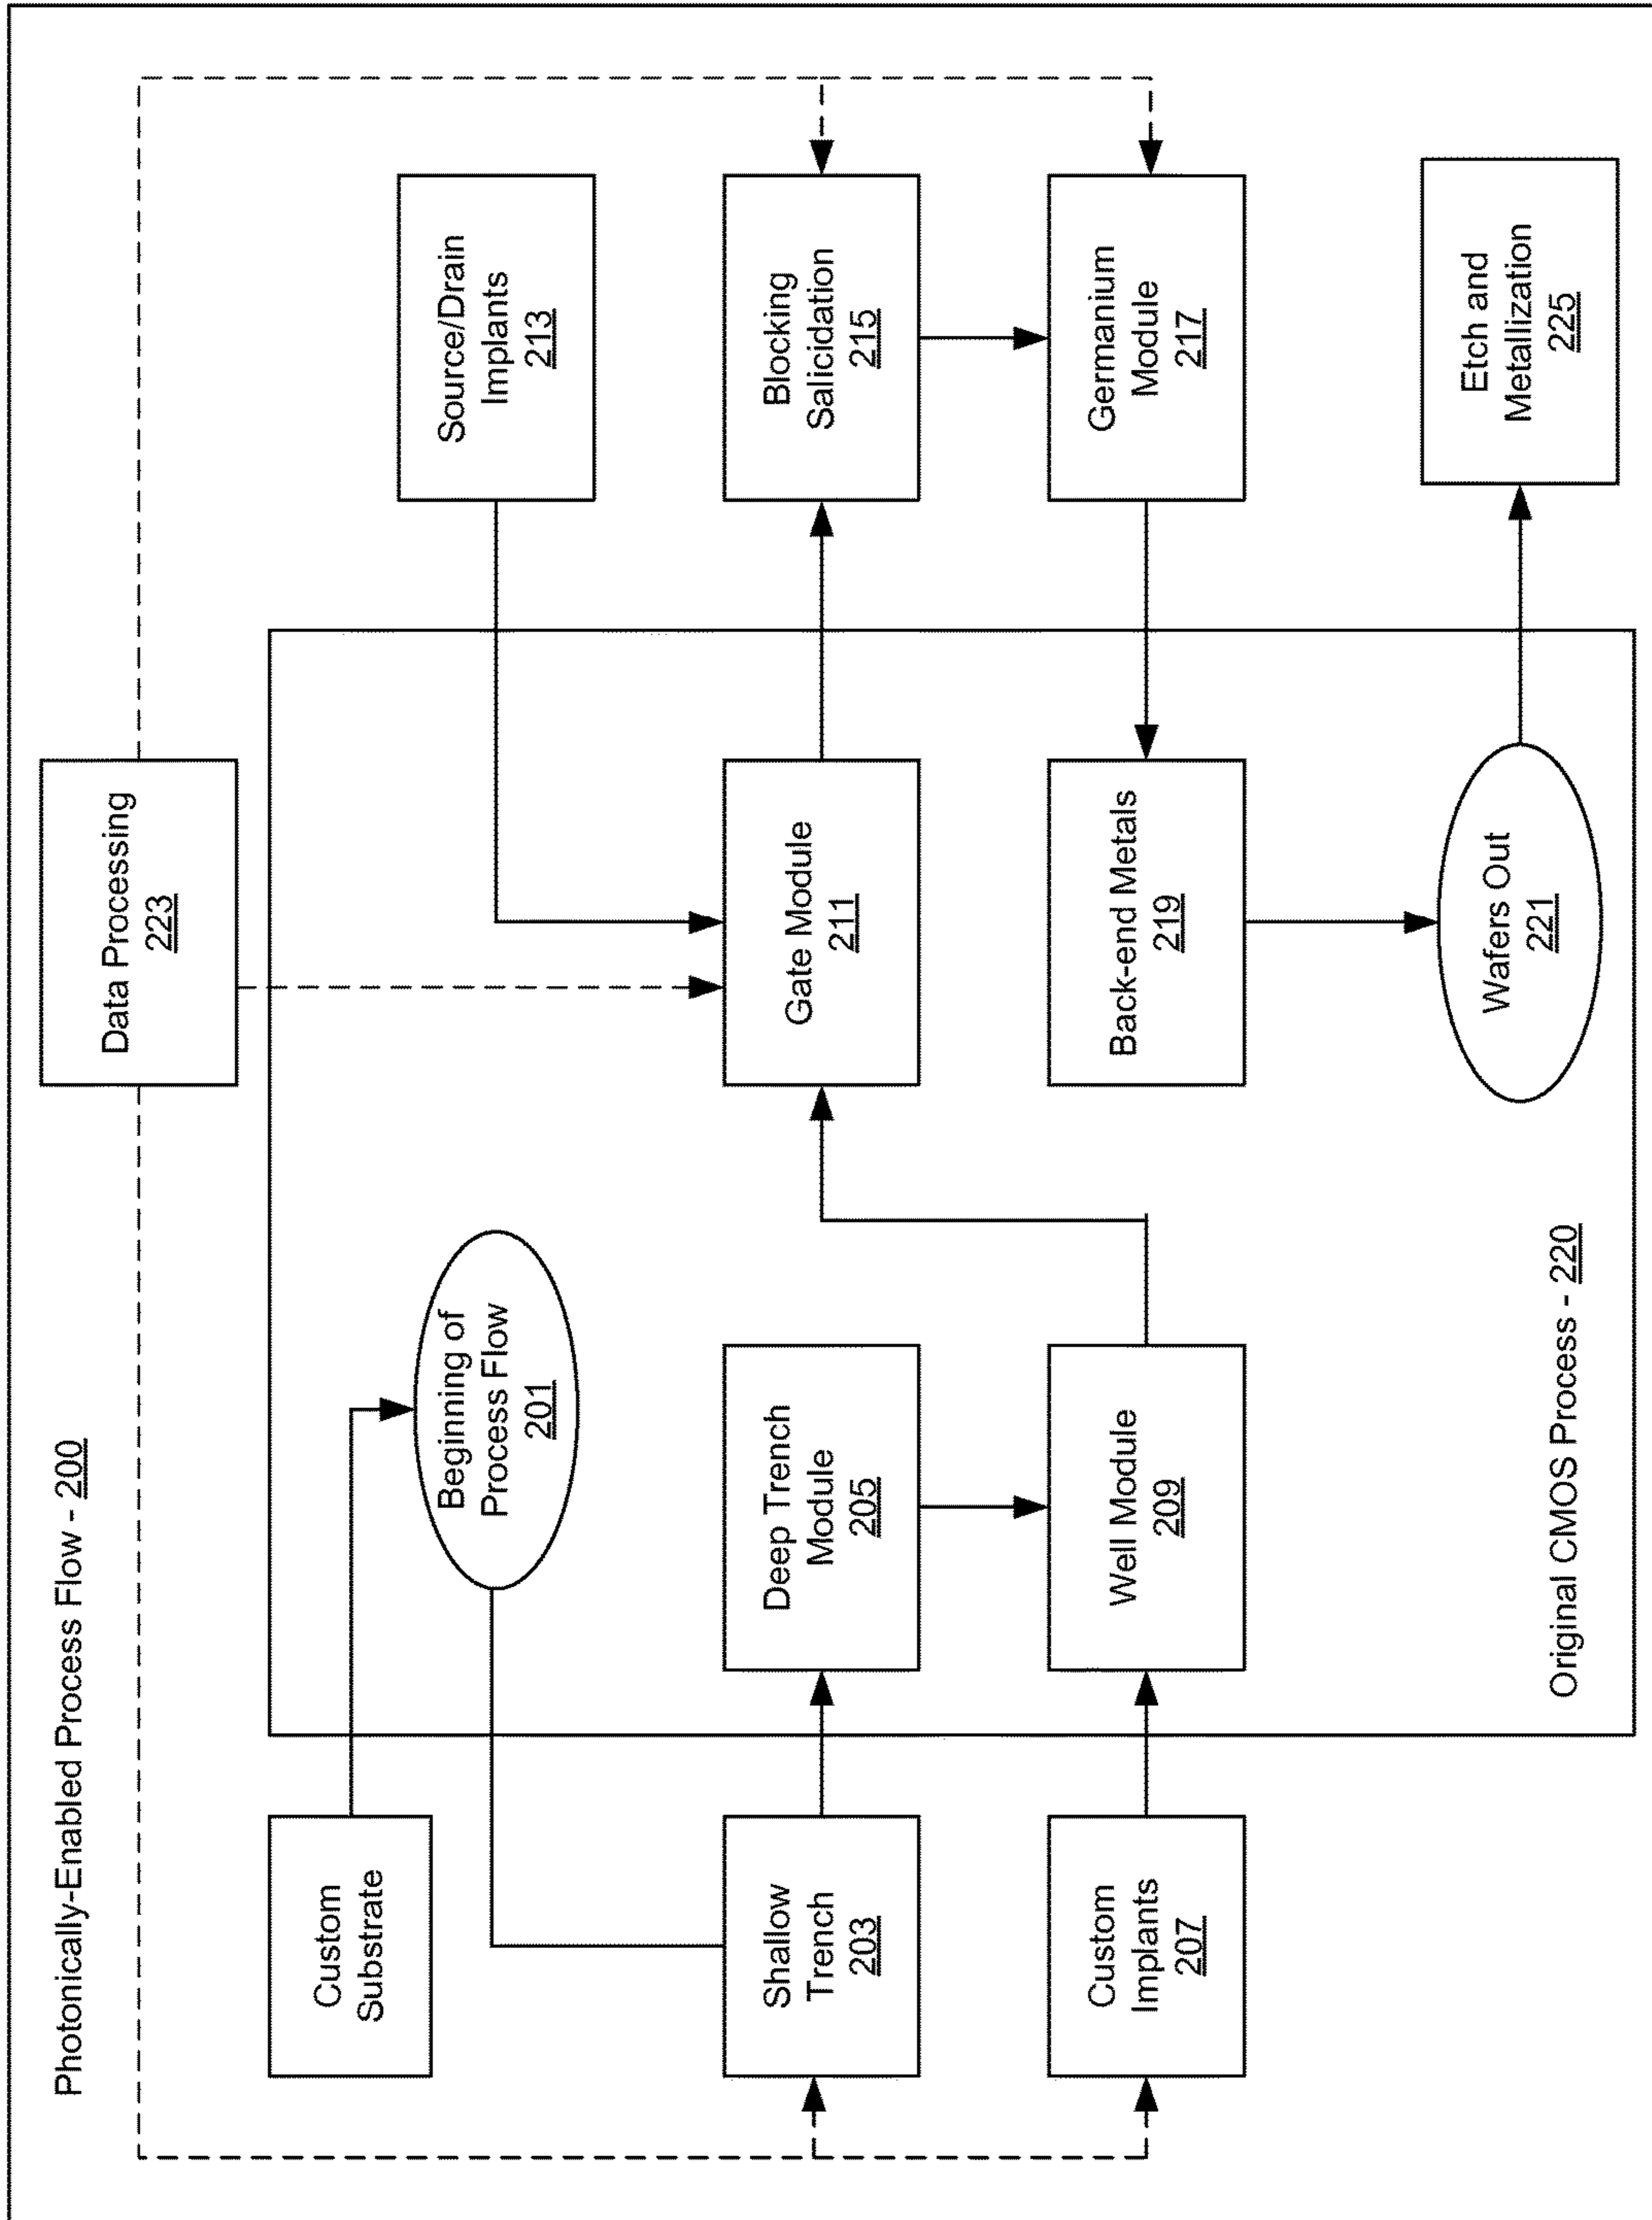 Photonically-Enabled Process Flow - 200
Data Processing
223
Custom
Substrate
Beginning of
Process Flow
201
Source/Drain
Implants
213
Shallow
Trench
203
Deep Trench
Module
205
Gate Module
211
Blocking
Salicidation
215
Custom
Implants
207
Well Module
209
Back-end Metals
219
Germanium
Module
217
Original CMOS Process - 220
Wafers Out
221
Etch and
Metallization
225